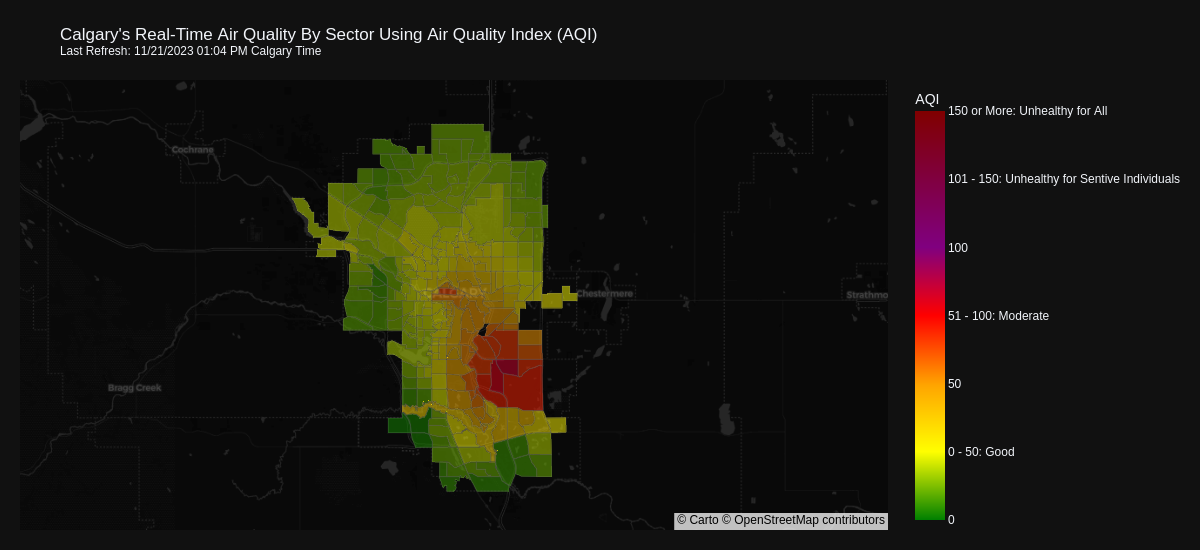 Calgary's Real-Time Air Quality By Sector Using Air Quality Index (AQI)
Last Refresh: 11/21/2023 01:04 PM Calgary Time
AQI
150 or More: Unhealthy for All
Cochrane
101 - 150: Unhealthy for Sentive Individuals
100
CALGARY
Chestermere
Strathmo
51 - 100: Moderate
Bragg Creek
50
0 - 50: Good
0
© Carto © OpenStreetMap contributors